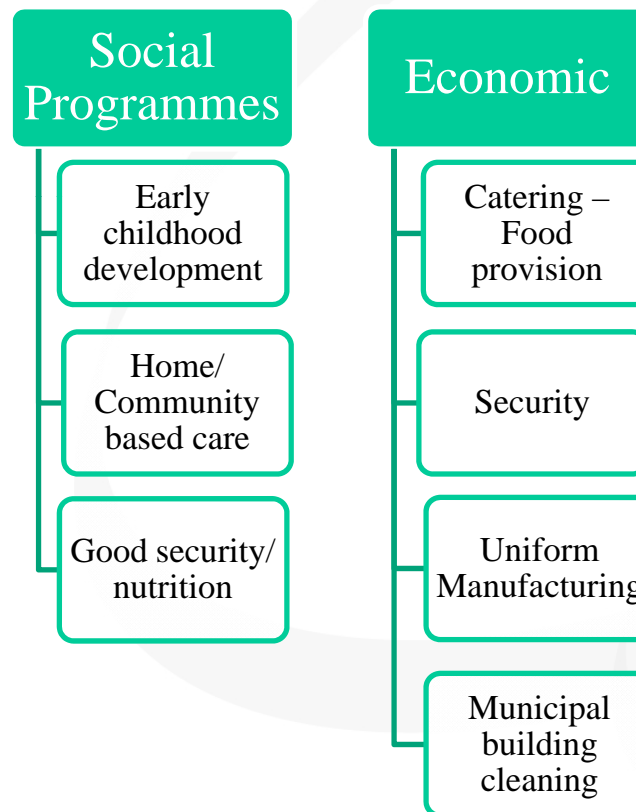 Social
Programmes
Early
childhood
development
Home/
Community
based care
Good security/
nutrition
Economic
Catering –
Food
provision
Security
Uniform
Manufacturing
Municipal
building
cleaning